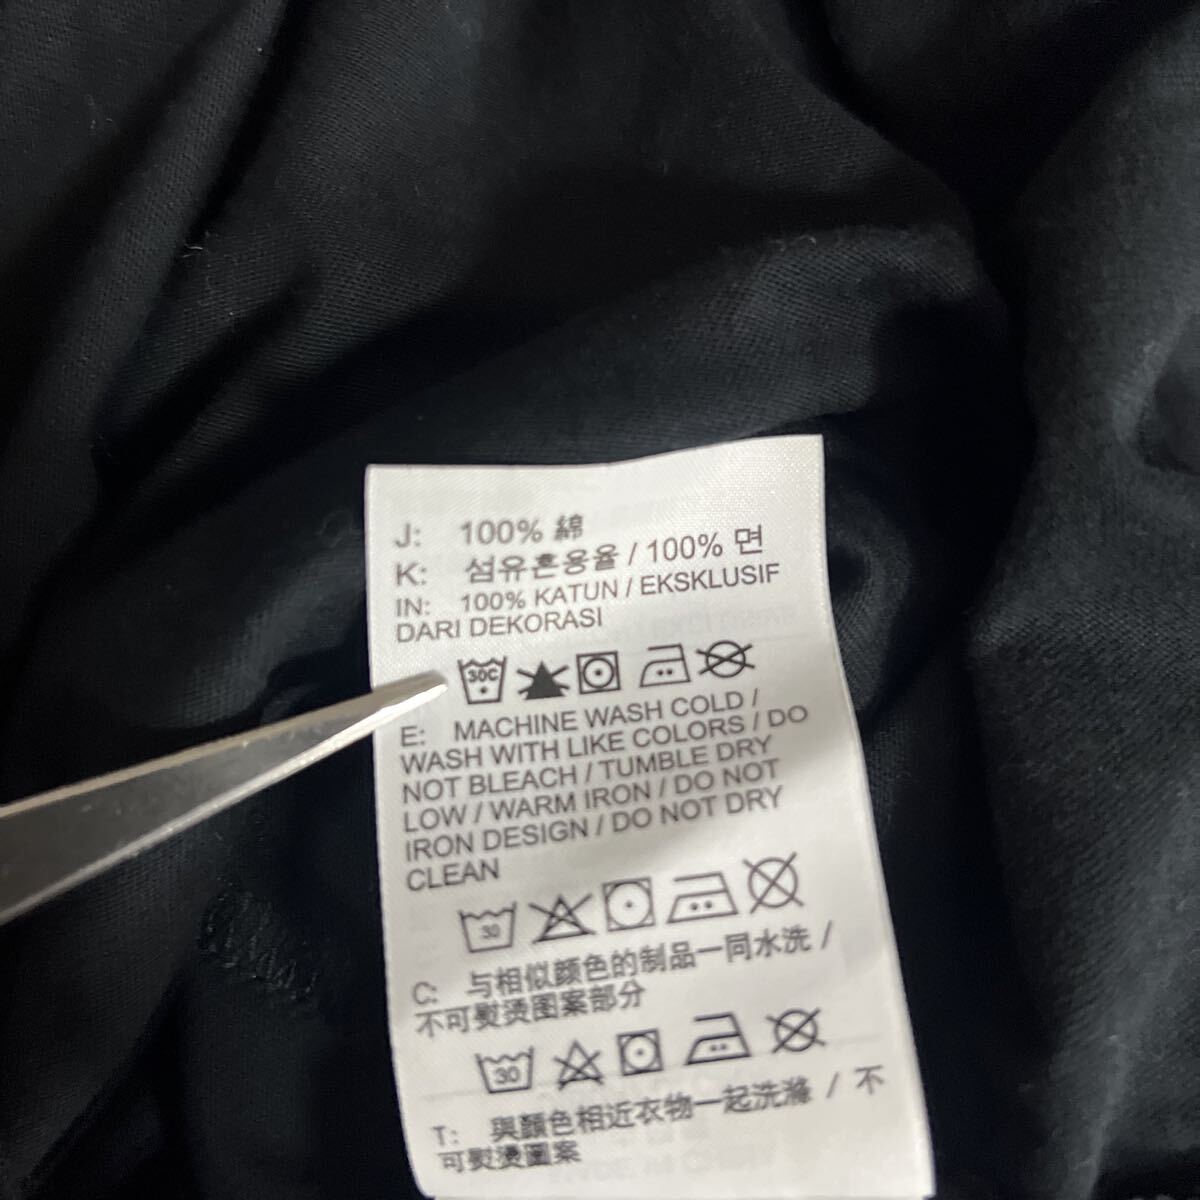 J: 100% 綿
K: 섬유혼용율 / 100% 면
IN: 100% KATUN / EKSKLUSIF
DARI DEKORASI
30C
E: MACHINE WASH COLD /
WASH WITH LIKE COLORS / DO
NOT BLEACH / TUMBLE DRY
LOW / WARM IRON / DO NOT
IRON DESIGN / DO NOT DRY
CLEAN
30
C: 与相似颜色的制品一同水洗 /
不可熨烫图案部分
30
T: 與顏色相近衣物一起洗滌 / 不
可熨燙圖案